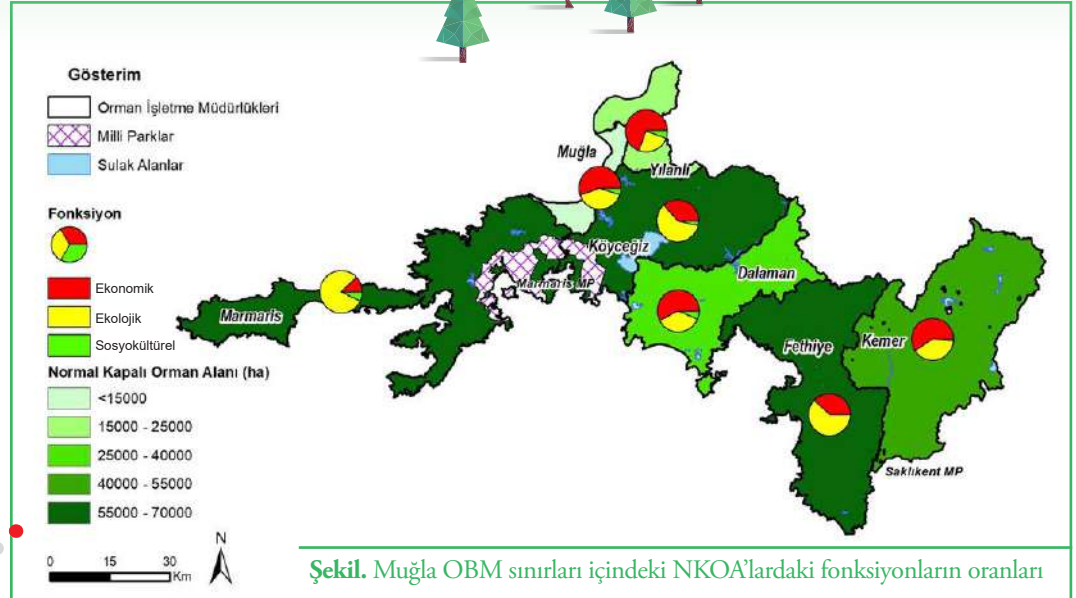 Gösterim
Orman İşletme Müdürlükleri
Milli Parklar
Sulak Alanlar
Fonksiyon
Ekonomik
Ekolojik
Sosyokültürel
Normal Kapalı Orman Alanı (ha)
<15000
15000 - 25000
25000 - 40000
40000 - 55000
55000 - 70000
0 15 30
Km
N
Muğla
Yılanlı
Köyceğiz
Marmaris MP
Dalaman
Marmaris
Fethiye
Kemer
Saklıkent MP
Şekil. Muğla OBM sınırları içindeki NKOA'lardaki fonksiyonların oranları